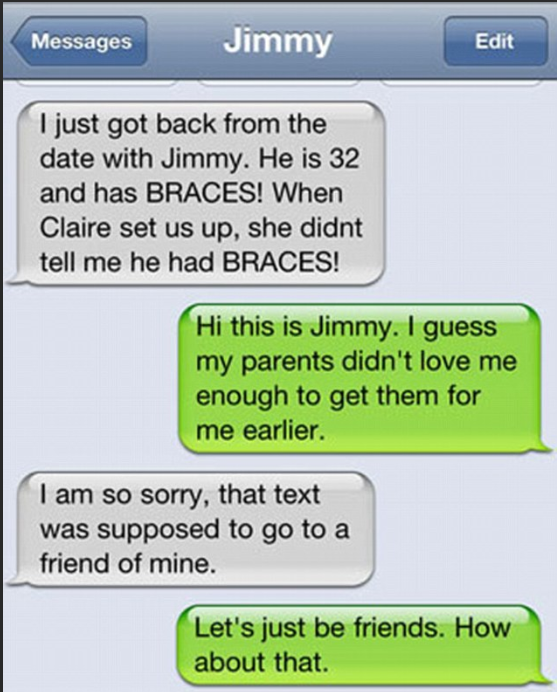 Messages
Jimmy
Edit
I just got back from the
date with Jimmy. He is 32
and has BRACES! When
Claire set us up, she didnt
tell me he had BRACES!
Hi this is Jimmy. I guess
my parents didn't love me
enough to get them for
me earlier.
I am so sorry, that text
was supposed to go to a
friend of mine.
Let's just be friends. How
about that.